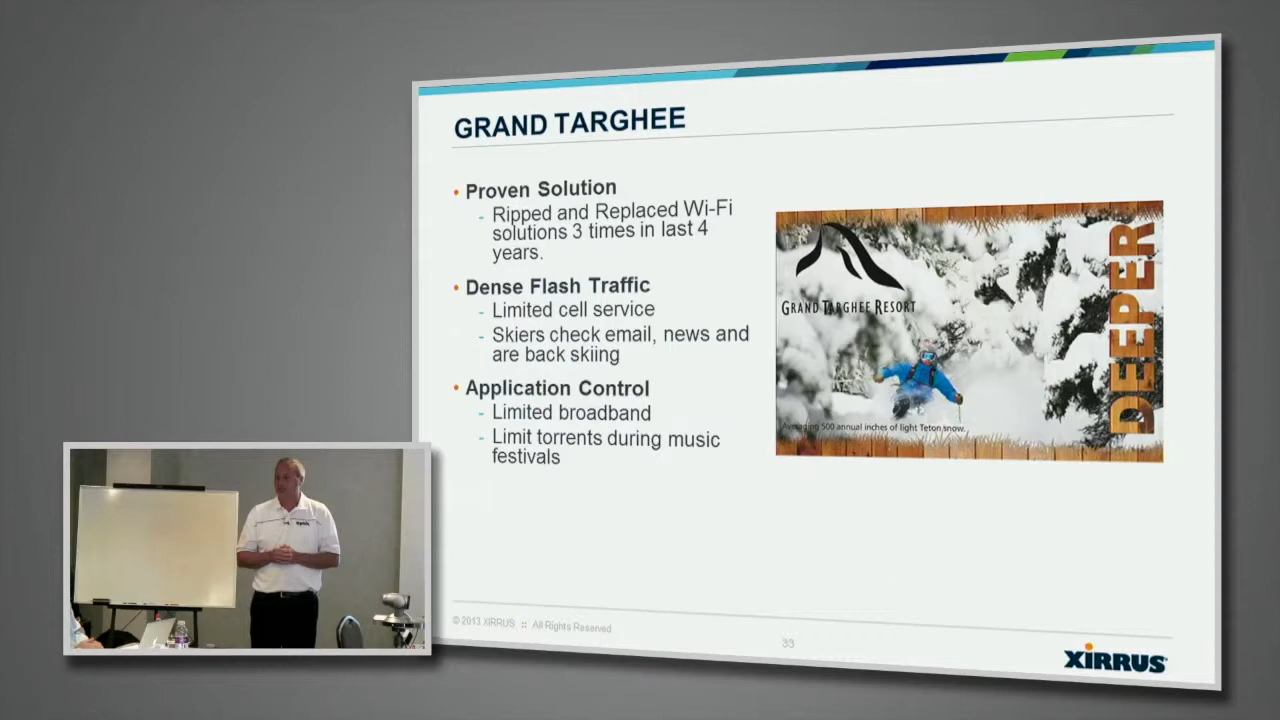 GRAND TARGHEE
• Proven Solution
- Ripped and Replaced Wi-Fi
solutions 3 times in last 4
years.
• Dense Flash Traffic
- Limited cell service
- Skiers check email, news and
are back skiing
• Application Control
- Limited broadband
- Limit torrents during music
festivals
GRAND TARGHEE RESORT
DEEPER
Averaging 500 annual inches of light Teton snow.
© 2013 XIRRUS :: All Rights Reserved
33
XIRRUS